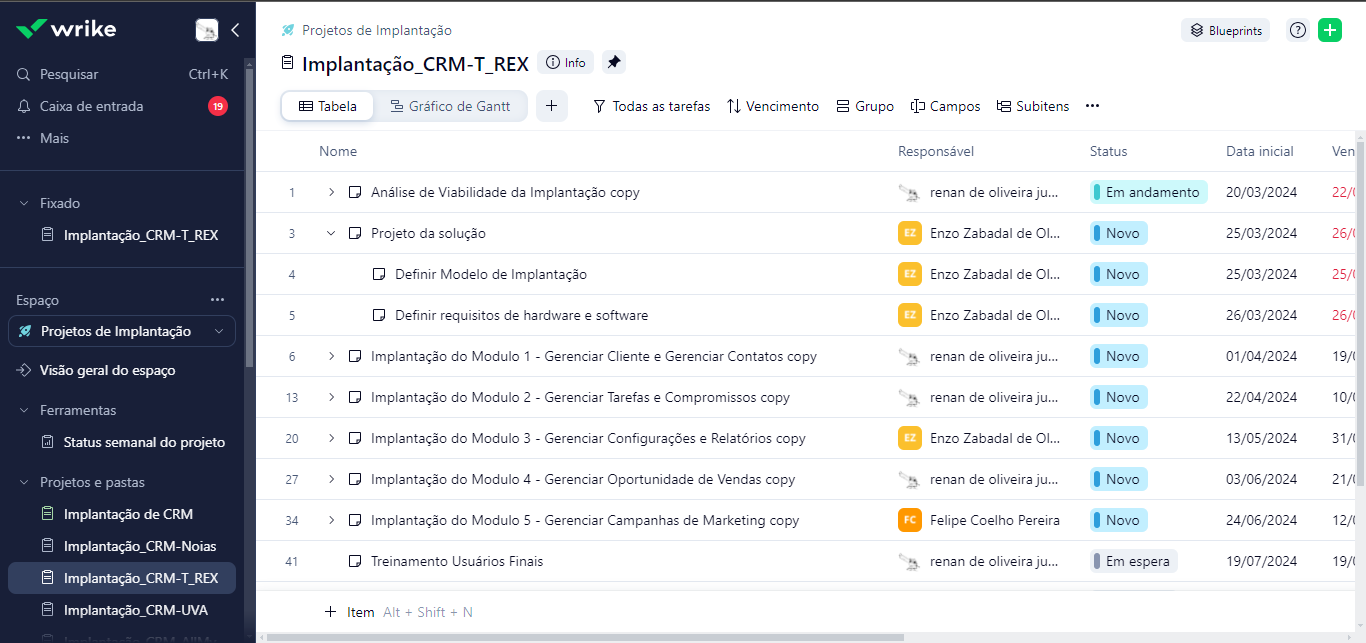 wrike
Pesquisar Ctrl+K
Caixa de entrada 19
Mais
Fixado
Implantação_CRM-T_REX
Espaço
Projetos de Implantação
Visão geral do espaço
Ferramentas
Status semanal do projeto
Projetos e pastas
Implantação de CRM
Implantação_CRM-Noias
Implantação_CRM-T_REX
Implantação_CRM-UVA
Projetos de Implantação
Blueprints
Implantação_CRM-T_REX Info
Tabela Gráfico de Gantt Todas as tarefas Vencimento Grupo Campos Subitens
Nome Responsável Status Data inicial Ven
1 Análise de Viabilidade da Implantação copy renan de oliveira ju... Em andamento 20/03/2024 22/0
3 Projeto da solução EZ Enzo Zabadal de Ol... Novo 25/03/2024 26/0
4 Definir Modelo de Implantação EZ Enzo Zabadal de Ol... Novo 25/03/2024 25/0
5 Definir requisitos de hardware e software EZ Enzo Zabadal de Ol... Novo 26/03/2024 26/0
6 Implantação do Modulo 1 - Gerenciar Cliente e Gerenciar Contatos copy renan de oliveira ju... Novo 01/04/2024 19/0
13 Implantação do Modulo 2 - Gerenciar Tarefas e Compromissos copy renan de oliveira ju... Novo 22/04/2024 10/0
20 Implantação do Modulo 3 - Gerenciar Configurações e Relatórios copy EZ Enzo Zabadal de Ol... Novo 13/05/2024 31/0
27 Implantação do Modulo 4 - Gerenciar Oportunidade de Vendas copy renan de oliveira ju... Novo 03/06/2024 21/0
34 Implantação do Modulo 5 - Gerenciar Campanhas de Marketing copy FC Felipe Coelho Pereira Novo 24/06/2024 12/0
41 Treinamento Usuários Finais renan de oliveira ju... Em espera 19/07/2024 19/0
Item Alt + Shift + N